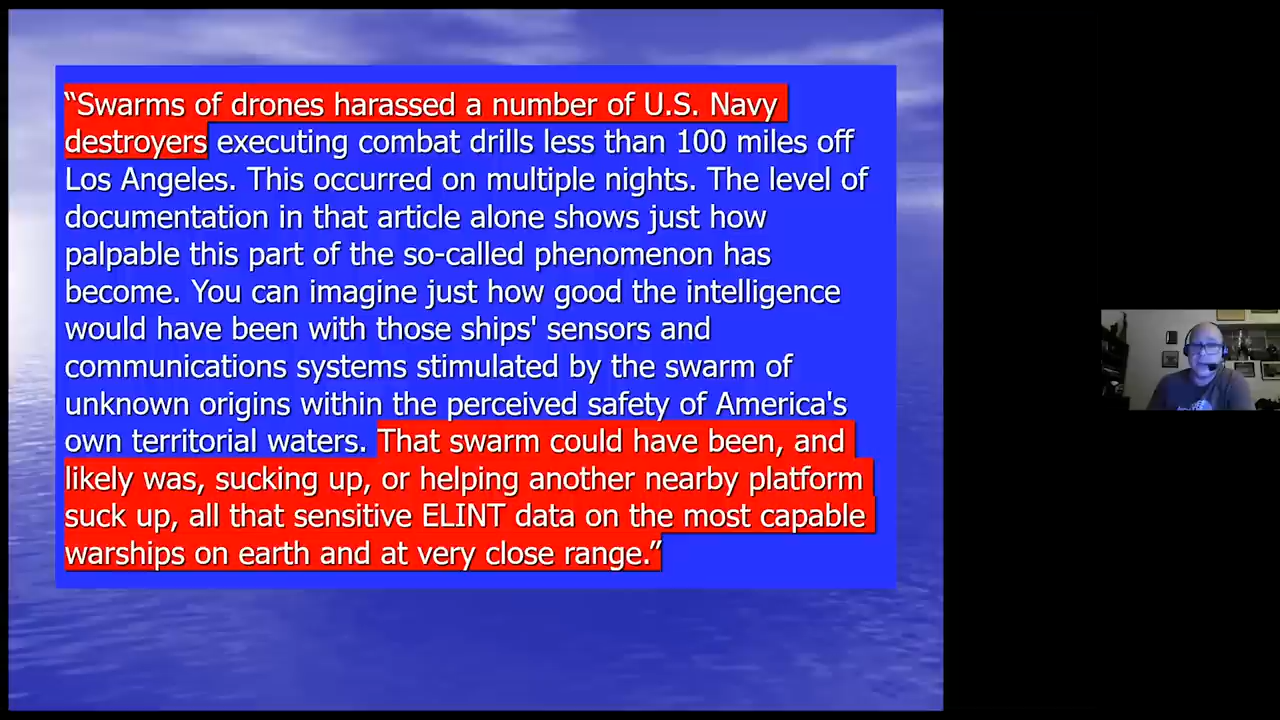 “Swarms of drones harassed a number of U.S. Navy
destroyers executing combat drills less than 100 miles off
Los Angeles. This occurred on multiple nights. The level of
documentation in that article alone shows just how
palpable this part of the so-called phenomenon has
become. You can imagine just how good the intelligence
would have been with those ships' sensors and
communications systems stimulated by the swarm of
unknown origins within the perceived safety of America's
own territorial waters. That swarm could have been, and
likely was, sucking up, or helping another nearby platform
suck up, all that sensitive ELINT data on the most capable
warships on earth and at very close range.”